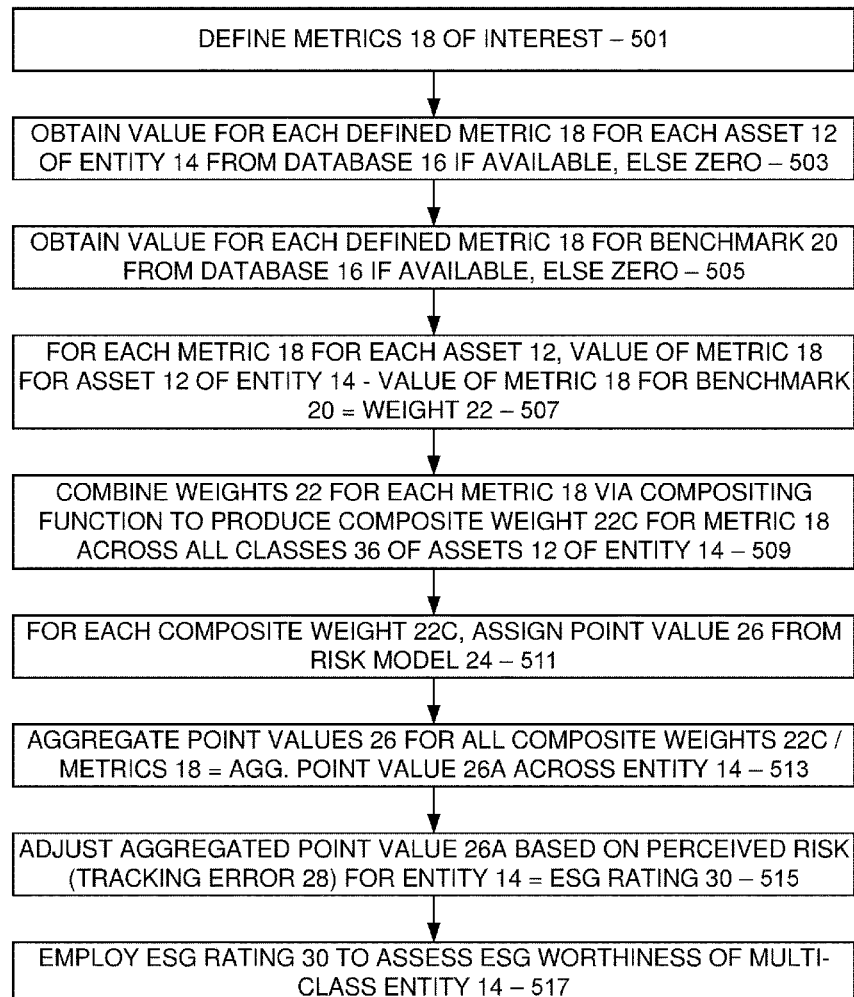 DEFINE METRICS 18 OF INTEREST – 501
OBTAIN VALUE FOR EACH DEFINED METRIC 18 FOR EACH ASSET 12
OF ENTITY 14 FROM DATABASE 16 IF AVAILABLE, ELSE ZERO – 503
OBTAIN VALUE FOR EACH DEFINED METRIC 18 FOR BENCHMARK 20
FROM DATABASE 16 IF AVAILABLE, ELSE ZERO – 505
FOR EACH METRIC 18 FOR EACH ASSET 12, VALUE OF METRIC 18
FOR ASSET 12 OF ENTITY 14 - VALUE OF METRIC 18 FOR BENCHMARK
20 = WEIGHT 22 – 507
COMBINE WEIGHTS 22 FOR EACH METRIC 18 VIA COMPOSITING
FUNCTION TO PRODUCE COMPOSITE WEIGHT 22C FOR METRIC 18
ACROSS ALL CLASSES 36 OF ASSETS 12 OF ENTITY 14 – 509
FOR EACH COMPOSITE WEIGHT 22C, ASSIGN POINT VALUE 26 FROM
RISK MODEL 24 – 511
AGGREGATE POINT VALUES 26 FOR ALL COMPOSITE WEIGHTS 22C /
METRICS 18 = AGG. POINT VALUE 26A ACROSS ENTITY 14 – 513
ADJUST AGGREGATED POINT VALUE 26A BASED ON PERCEIVED RISK
(TRACKING ERROR 28) FOR ENTITY 14 = ESG RATING 30 – 515
EMPLOY ESG RATING 30 TO ASSESS ESG WORTHINESS OF MULTI-
CLASS ENTITY 14 – 517